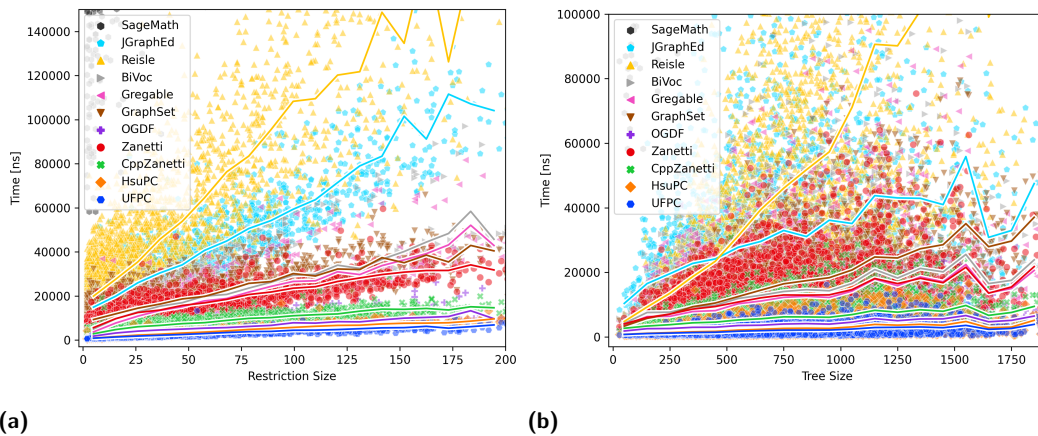 140000
120000
100000
80000
60000
40000
20000
0
Time [ns]
SageMath
JGraphEd
Reisle
BiVoc
Gregable
GraphSet
OGDF
Zanetti
CppZanetti
HsuPC
UFPC
0 25 50 75 100 125 150 175 200
Restriction Size
(a)
100000
80000
60000
40000
20000
0
Time [ns]
SageMath
JGraphEd
Reisle
BiVoc
Gregable
GraphSet
OGDF
Zanetti
CppZanetti
HsuPC
UFPC
0 250 500 750 1000 1250 1500 1750
Tree Size
(b)